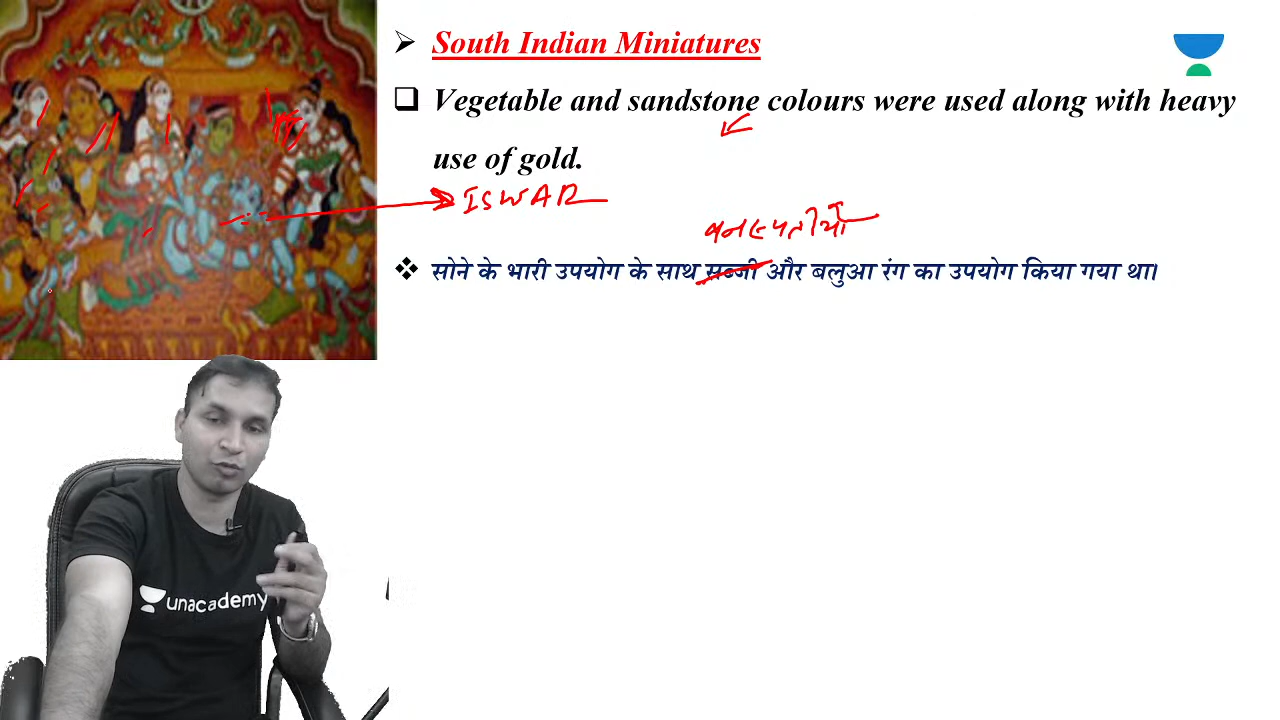 South Indian Miniatures
Vegetable and sandstone colours were used along with heavy
use of gold.
ISWAR
वनस्पतीयों
सोने के भारी उपयोग के साथ सब्जी और बलुआ रंग का उपयोग किया गया था।
unacademy